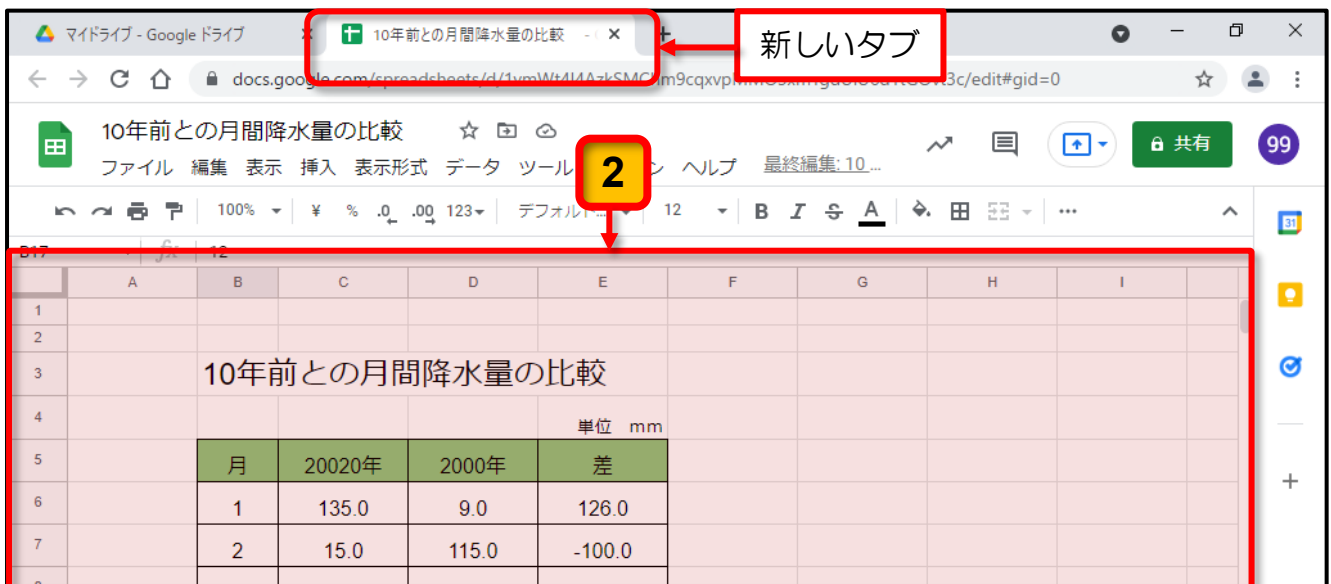 マイドライブ - Google ドライブ
10年前との月間降水量の比較 -
新しいタブ
docs.google.com/spreadsheets/d/
/edit#gid=0
10年前との月間降水量の比較
ファイル 編集 表示 挿入 表示形式 データ ツール ヘルプ 最終編集: 10 ...
共有
99
2
100% ¥ % .0 .00 123 12 B I S A
31
B17 fx 12
A B C D E F G H I
1
2
3 10年前との月間降水量の比較
4 単位 mm
5 月 20020年 2000年 差
6 1 135.0 9.0 126.0
7 2 15.0 115.0 -100.0